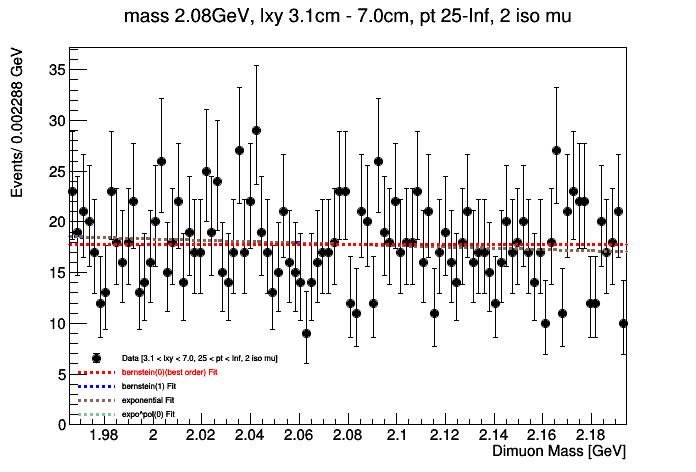 mass 2.08GeV, lxy 3.1cm - 7.0cm, pt 25-Inf, 2 iso mu
Events/ 0.002288 GeV
35
30
25
20
15
10
5
0
Data [3.1 < lxy < 7.0, 25 < pt < Inf, 2 iso mu]
bernstein(0)(best order) Fit
bernstein(1) Fit
exponential Fit
expo*pol(0) Fit
1.98 2 2.02 2.04 2.06 2.08 2.1 2.12 2.14 2.16 2.18
Dimuon Mass [GeV]